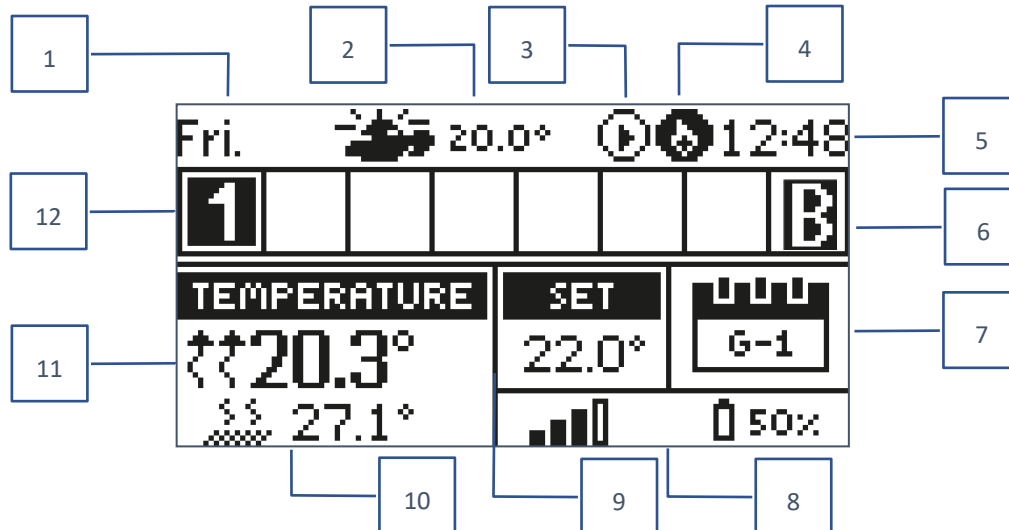 1 2 3 4
Fri. 20.0° 12:48 5
12 1 B 6
TEMPERATURE SET
11 20.3° 22.0° G-1 7
27.1° 50%
10 9 8